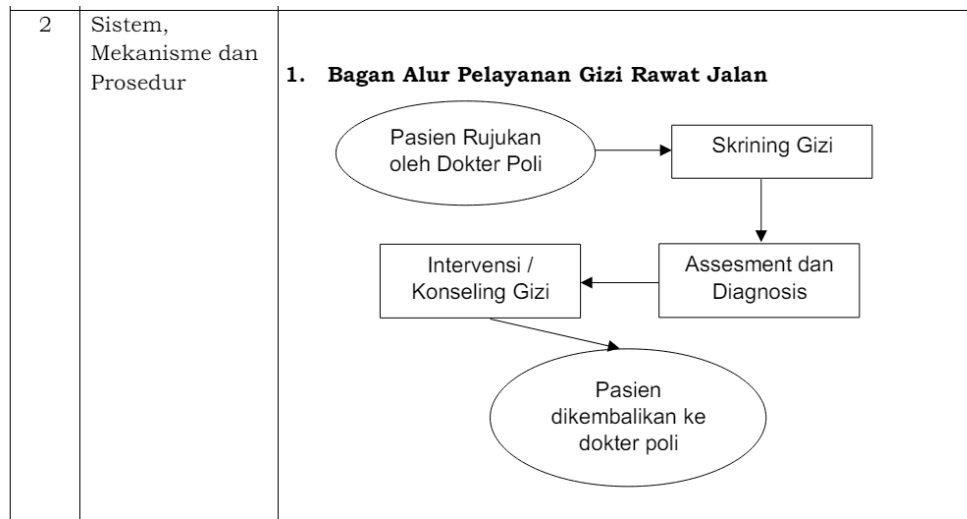 2
Sistem,
Mekanisme dan
Prosedur
1. Bagan Alur Pelayanan Gizi Rawat Jalan
Pasien Rujukan
oleh Dokter Poli
Skrining Gizi
Assesment dan
Diagnosis
Intervensi /
Konseling Gizi
Pasien
dikembalikan ke
dokter poli